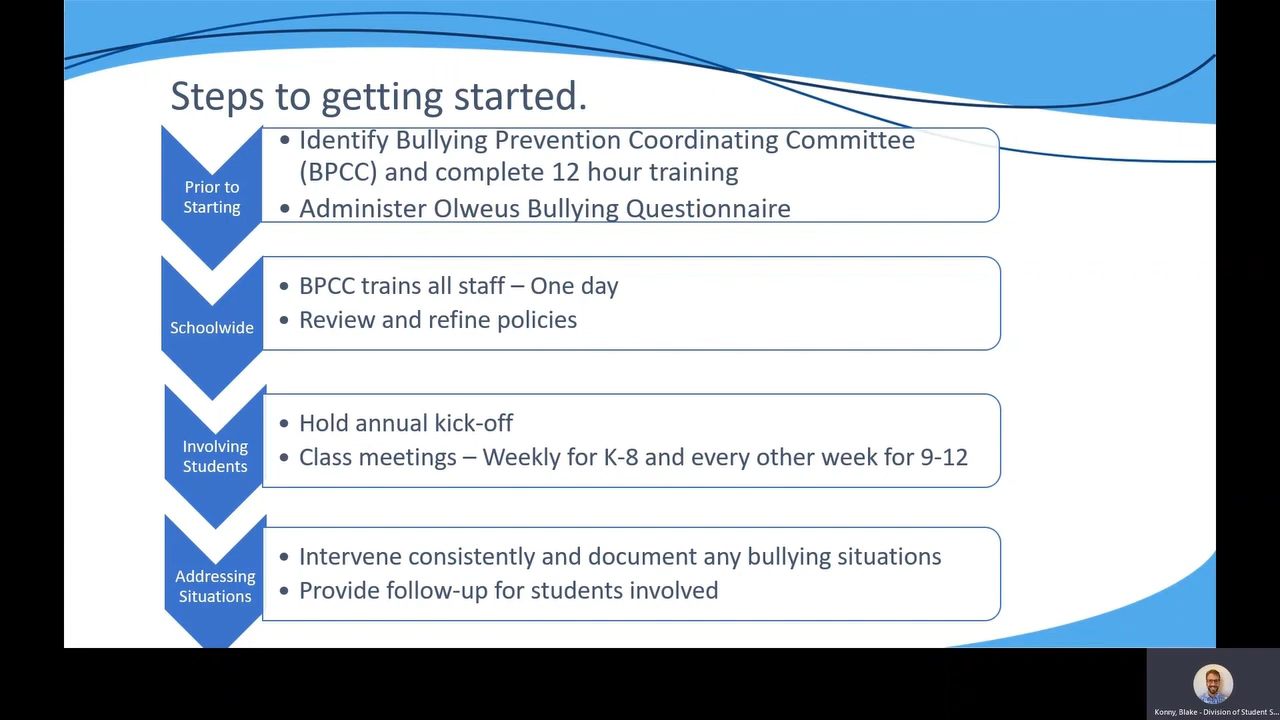 Steps to getting started.
Prior to
Starting
• Identify Bullying Prevention Coordinating Committee
(BPCC) and complete 12 hour training
• Administer Olweus Bullying Questionnaire
Schoolwide
• BPCC trains all staff – One day
• Review and refine policies
Involving
Students
• Hold annual kick-off
• Class meetings – Weekly for K-8 and every other week for 9-12
Addressing
Situations
• Intervene consistently and document any bullying situations
• Provide follow-up for students involved
Konny, Blake - Division of Student S...